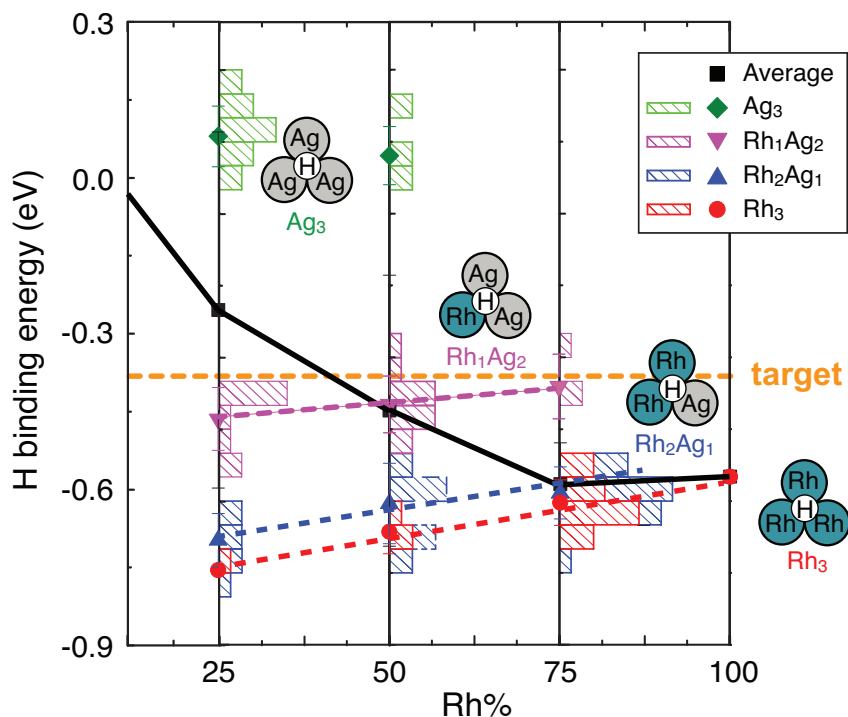 H binding energy (eV)
0.3
0.0
-0.3
-0.6
-0.9
25
50
75
100
Rh%
Average
Ag3
Rh1Ag2
Rh2Ag1
Rh3
Ag
H
Ag Ag
Ag3
Ag
H
Rh Ag
Rh1Ag2
target
Rh
H
Rh Ag
Rh2Ag1
Rh
H
Rh Rh
Rh3